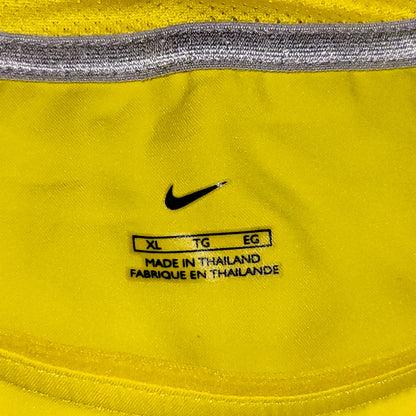 XL TG EG
MADE IN THAILAND
FABRIQUE EN THAILANDE